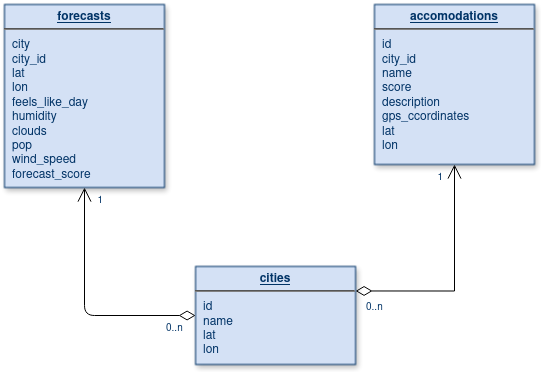 forecasts
city
city_id
lat
lon
feels_like_day
humidity
clouds
pop
wind_speed
forecast_score
1
accomodations
id
city_id
name
score
description
gps_ccordinates
lat
lon
1
cities
id
name
lat
lon
0..n
0..n